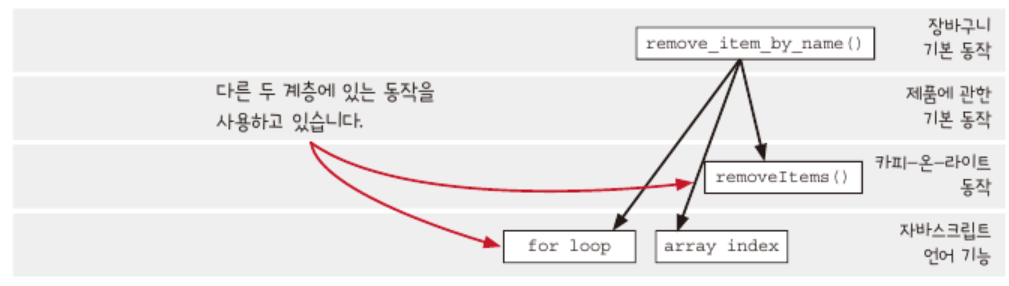 remove_item_by_name()
장바구니
기본 동작
다른 두 계층에 있는 동작을
사용하고 있습니다.
제품에 관한
기본 동작
removeItems()
카피-온-라이트
동작
for loop
array index
자바스크립트
언어 기능